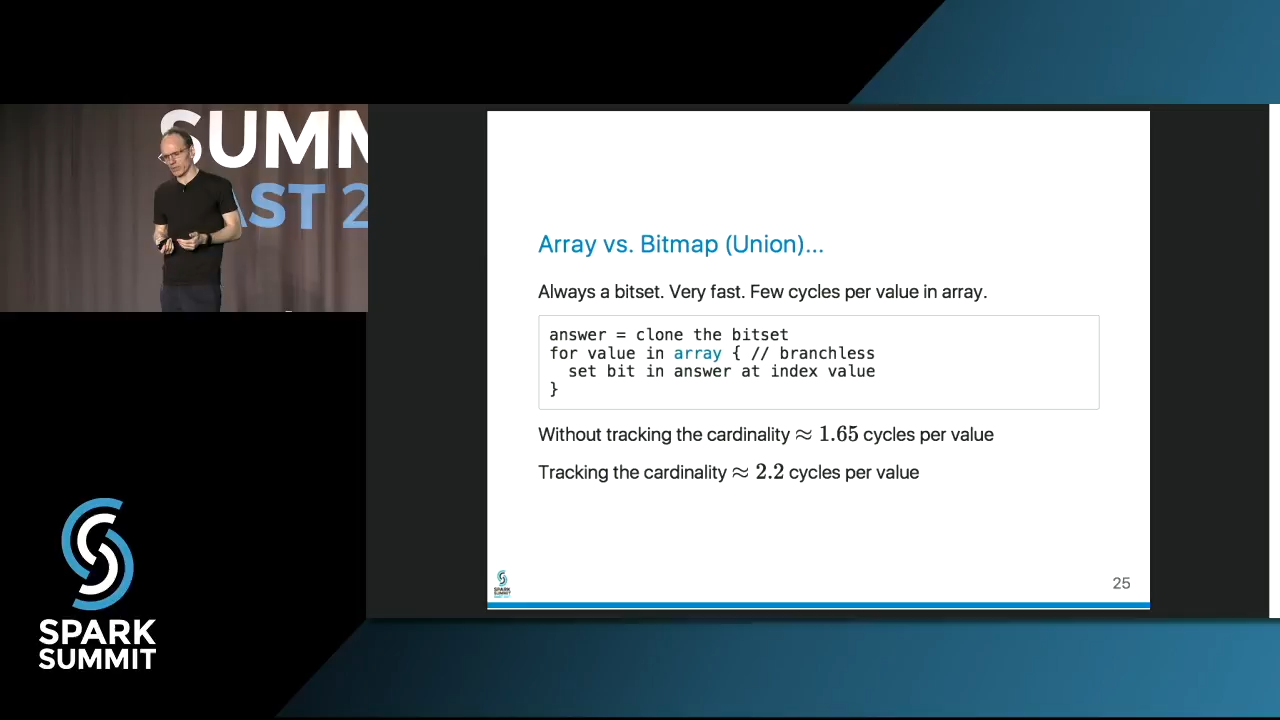 SUMM
AST 2
Array vs. Bitmap (Union)...
Always a bitset. Very fast. Few cycles per value in array.
answer = clone the bitset
for value in array { // branchless
set bit in answer at index value
}
Without tracking the cardinality ≈ 1.65 cycles per value
Tracking the cardinality ≈ 2.2 cycles per value
SPARK
SUMMIT
25
SPARK
SUMMIT